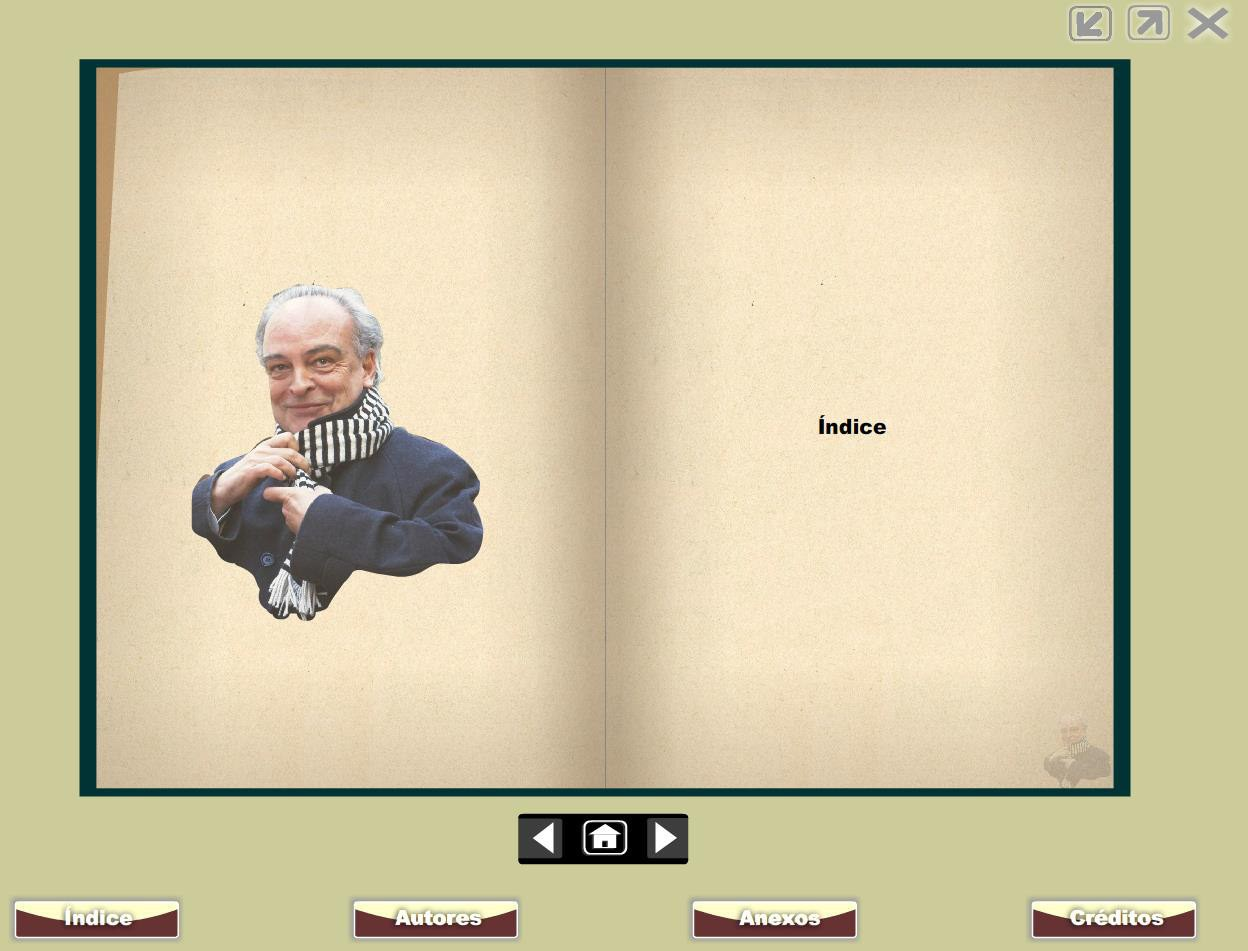 Índice
Índice
Autores
Anexos
Créditos